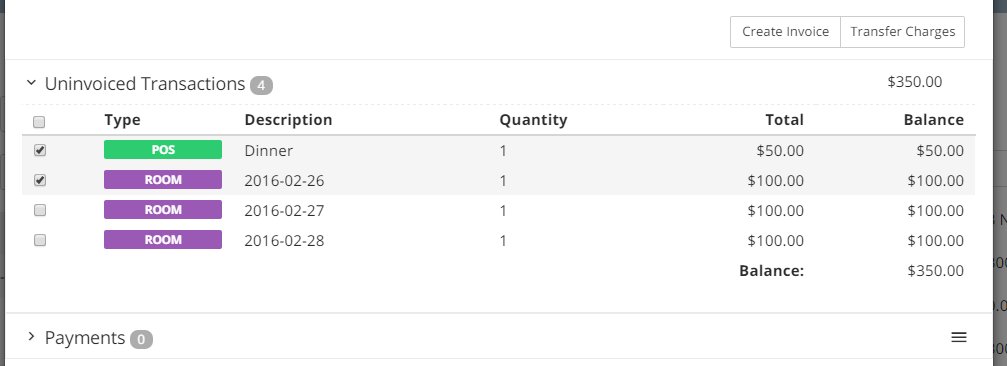 Create Invoice Transfer Charges
Uninvoiced Transactions 4 $350.00
Type Description Quantity Total Balance
POS Dinner 1 $50.00 $50.00
ROOM 2016-02-26 1 $100.00 $100.00
ROOM 2016-02-27 1 $100.00 $100.00
ROOM 2016-02-28 1 $100.00 $100.00
Balance: $350.00
Payments 0